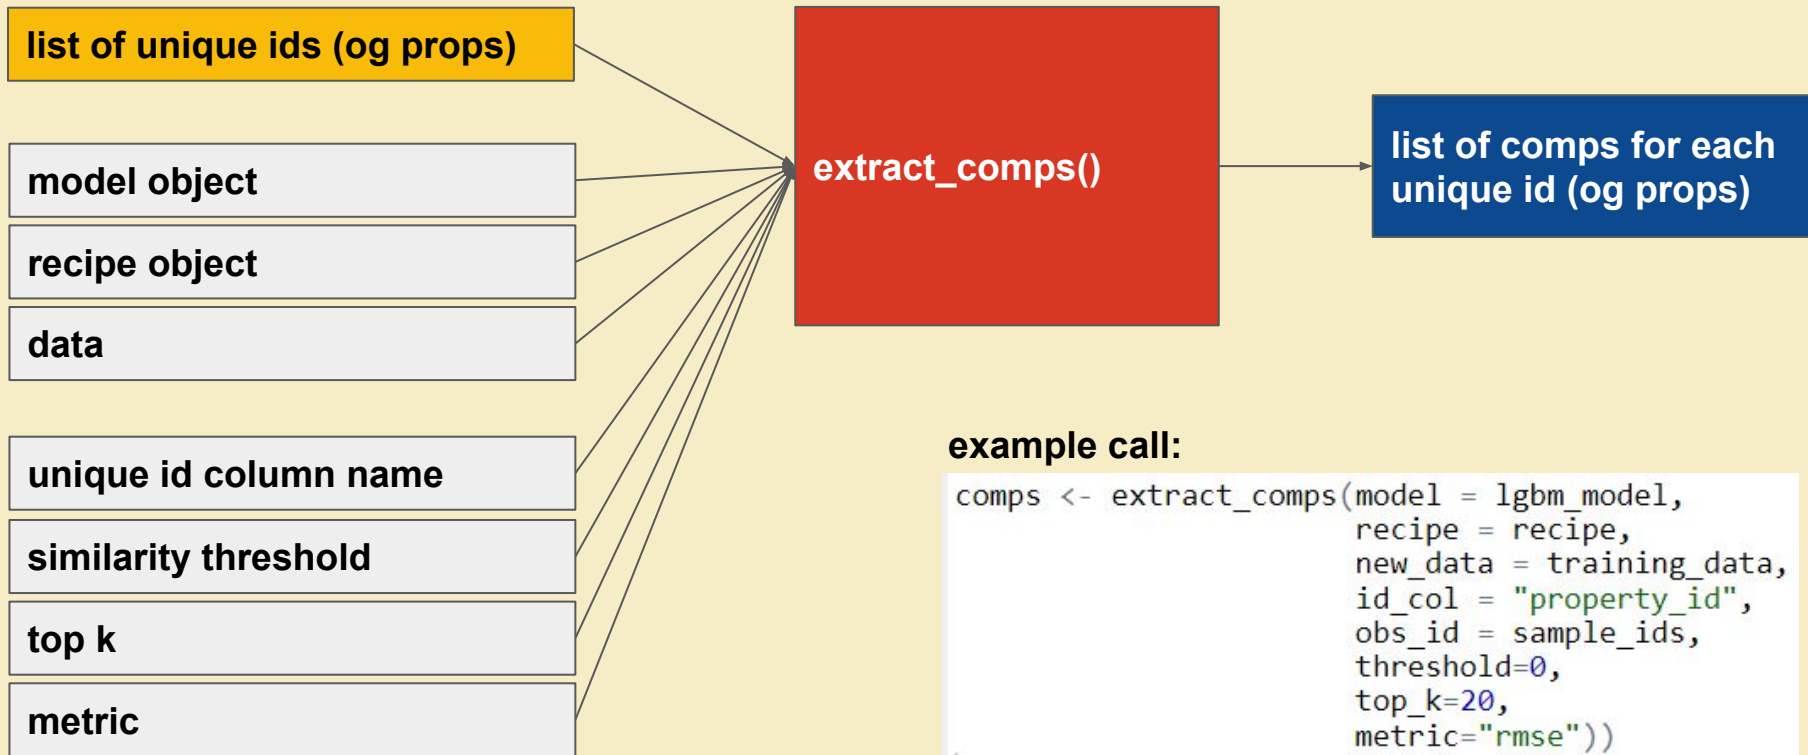 list of unique ids (og props)
model object
recipe object
data
unique id column name
similarity threshold
top k
metric
extract_comps()
list of comps for each
unique id (og props)
example call:
comps <- extract_comps(model = lgbm_model,
recipe = recipe,
new_data = training_data,
id_col = "property_id",
obs_id = sample_ids,
threshold=0,
top_k=20,
metric="rmse"))